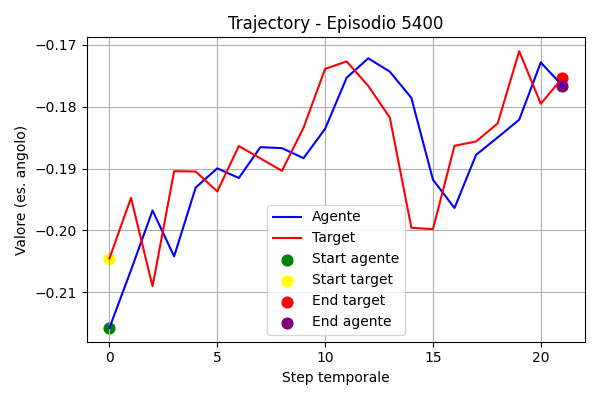 Trajectory - Episodio 5400
Valore (es. angolo)
−0.17
−0.18
−0.19
−0.20
−0.21
Agente
Target
Start agente
Start target
End target
End agente
0 5 10 15 20
Step temporale